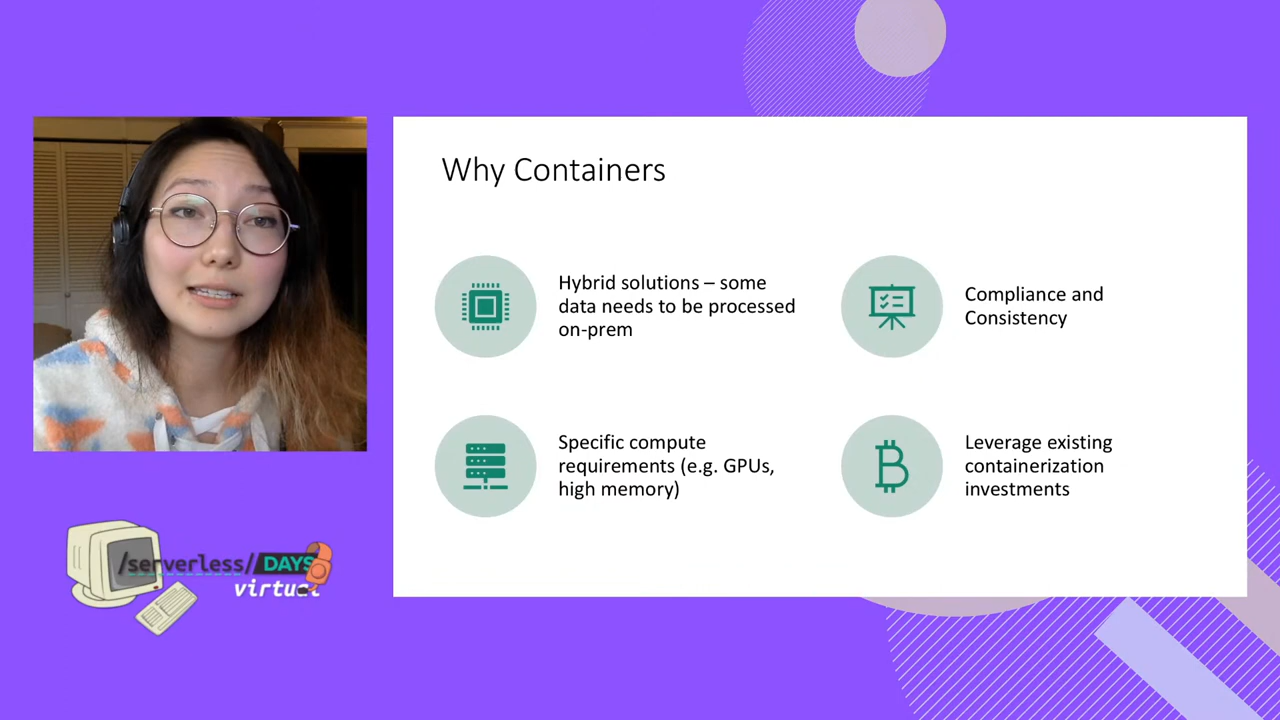 Why Containers
Hybrid solutions – some
data needs to be processed
on-prem
Compliance and
Consistency
Specific compute
requirements (e.g. GPUs,
high memory)
Leverage existing
containerization
investments
/serverless/DAYS
virtual